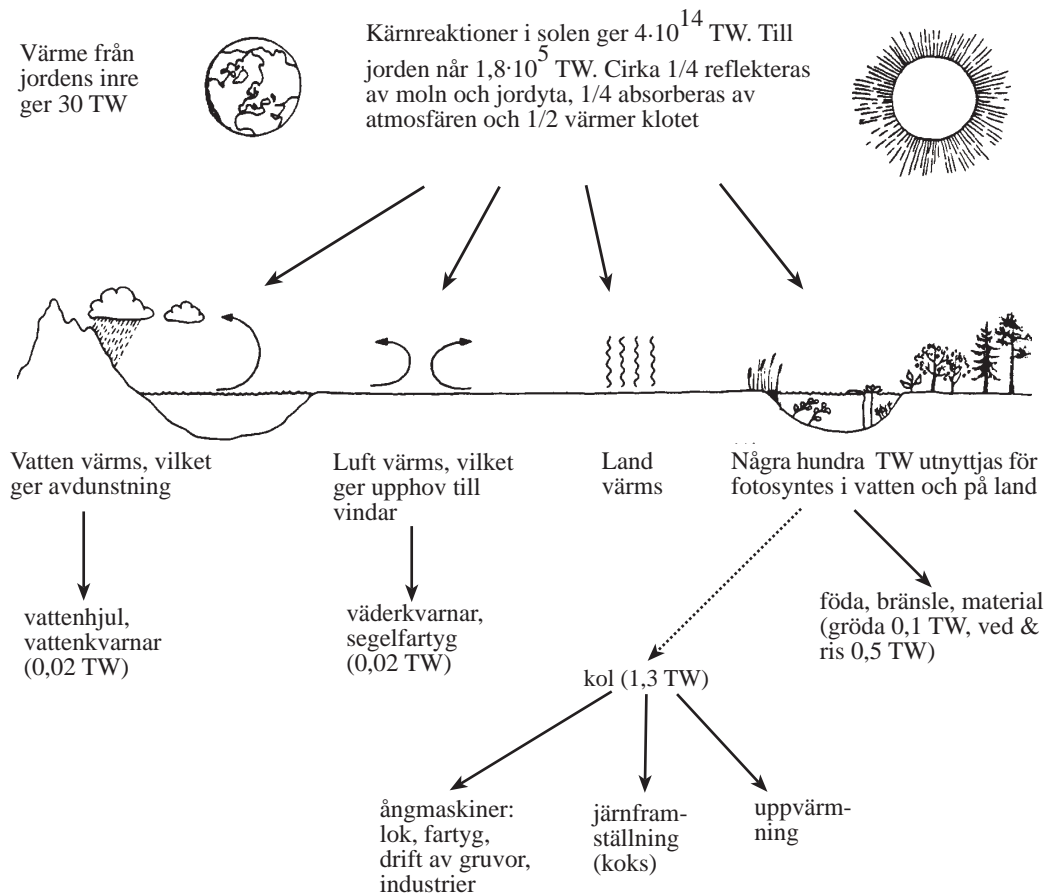 Värme från
jordens inre
ger 30 TW
Kärnreaktioner i solen ger 4·10^14 TW. Till
jorden når 1,8·10^5 TW. Cirka 1/4 reflekteras
av moln och jordyta, 1/4 absorberas av
atmosfären och 1/2 värmer klotet
Vatten värms, vilket
ger avdunstning
Luft värms, vilket
ger upphov till
vindar
Land
värms
Några hundra TW utnyttjas för
fotosyntes i vatten och på land
vattenhjul,
vattenkvarnar
(0,02 TW)
väderkvarnar,
segelfartyg
(0,02 TW)
föda, bränsle, material
(gröda 0,1 TW, ved &
ris 0,5 TW)
kol (1,3 TW)
ångmaskiner:
lok, fartyg,
drift av gruvor,
industrier
järnfram-
ställning
(koks)
uppvärm-
ning